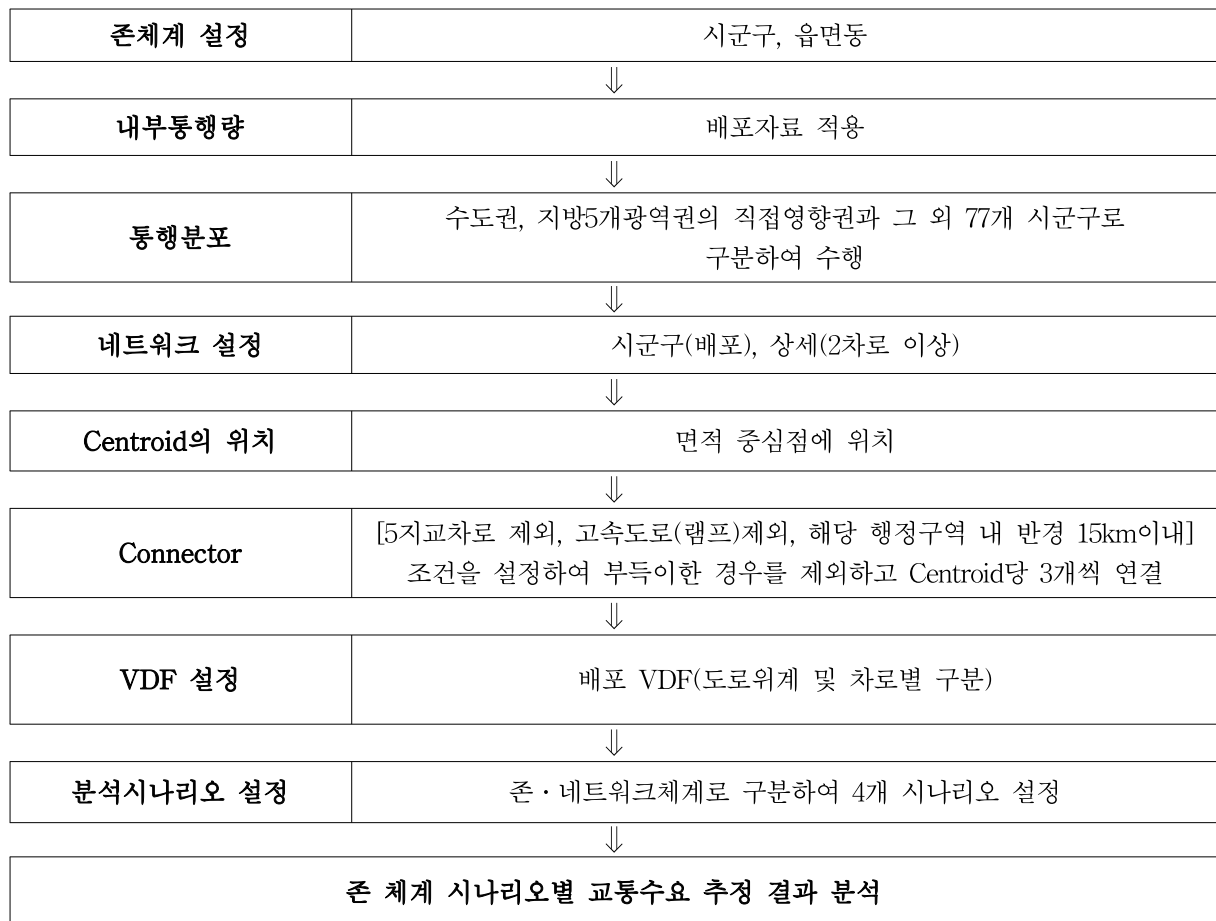 존체계 설정
시군구, 읍면동
⇓
내부통행량
배포자료 적용
⇓
통행분포
수도권, 지방5개광역권의 직접영향권과 그 외 77개 시군구로
구분하여 수행
⇓
네트워크 설정
시군구(배포), 상세(2차로 이상)
⇓
Centroid의 위치
면적 중심점에 위치
⇓
Connector
[5지교차로 제외, 고속도로(램프)제외, 해당 행정구역 내 반경 15km이내]
조건을 설정하여 부득이한 경우를 제외하고 Centroid당 3개씩 연결
⇓
VDF 설정
배포 VDF(도로위계 및 차로별 구분)
⇓
분석시나리오 설정
존·네트워크체계로 구분하여 4개 시나리오 설정
⇓
존 체계 시나리오별 교통수요 추정 결과 분석